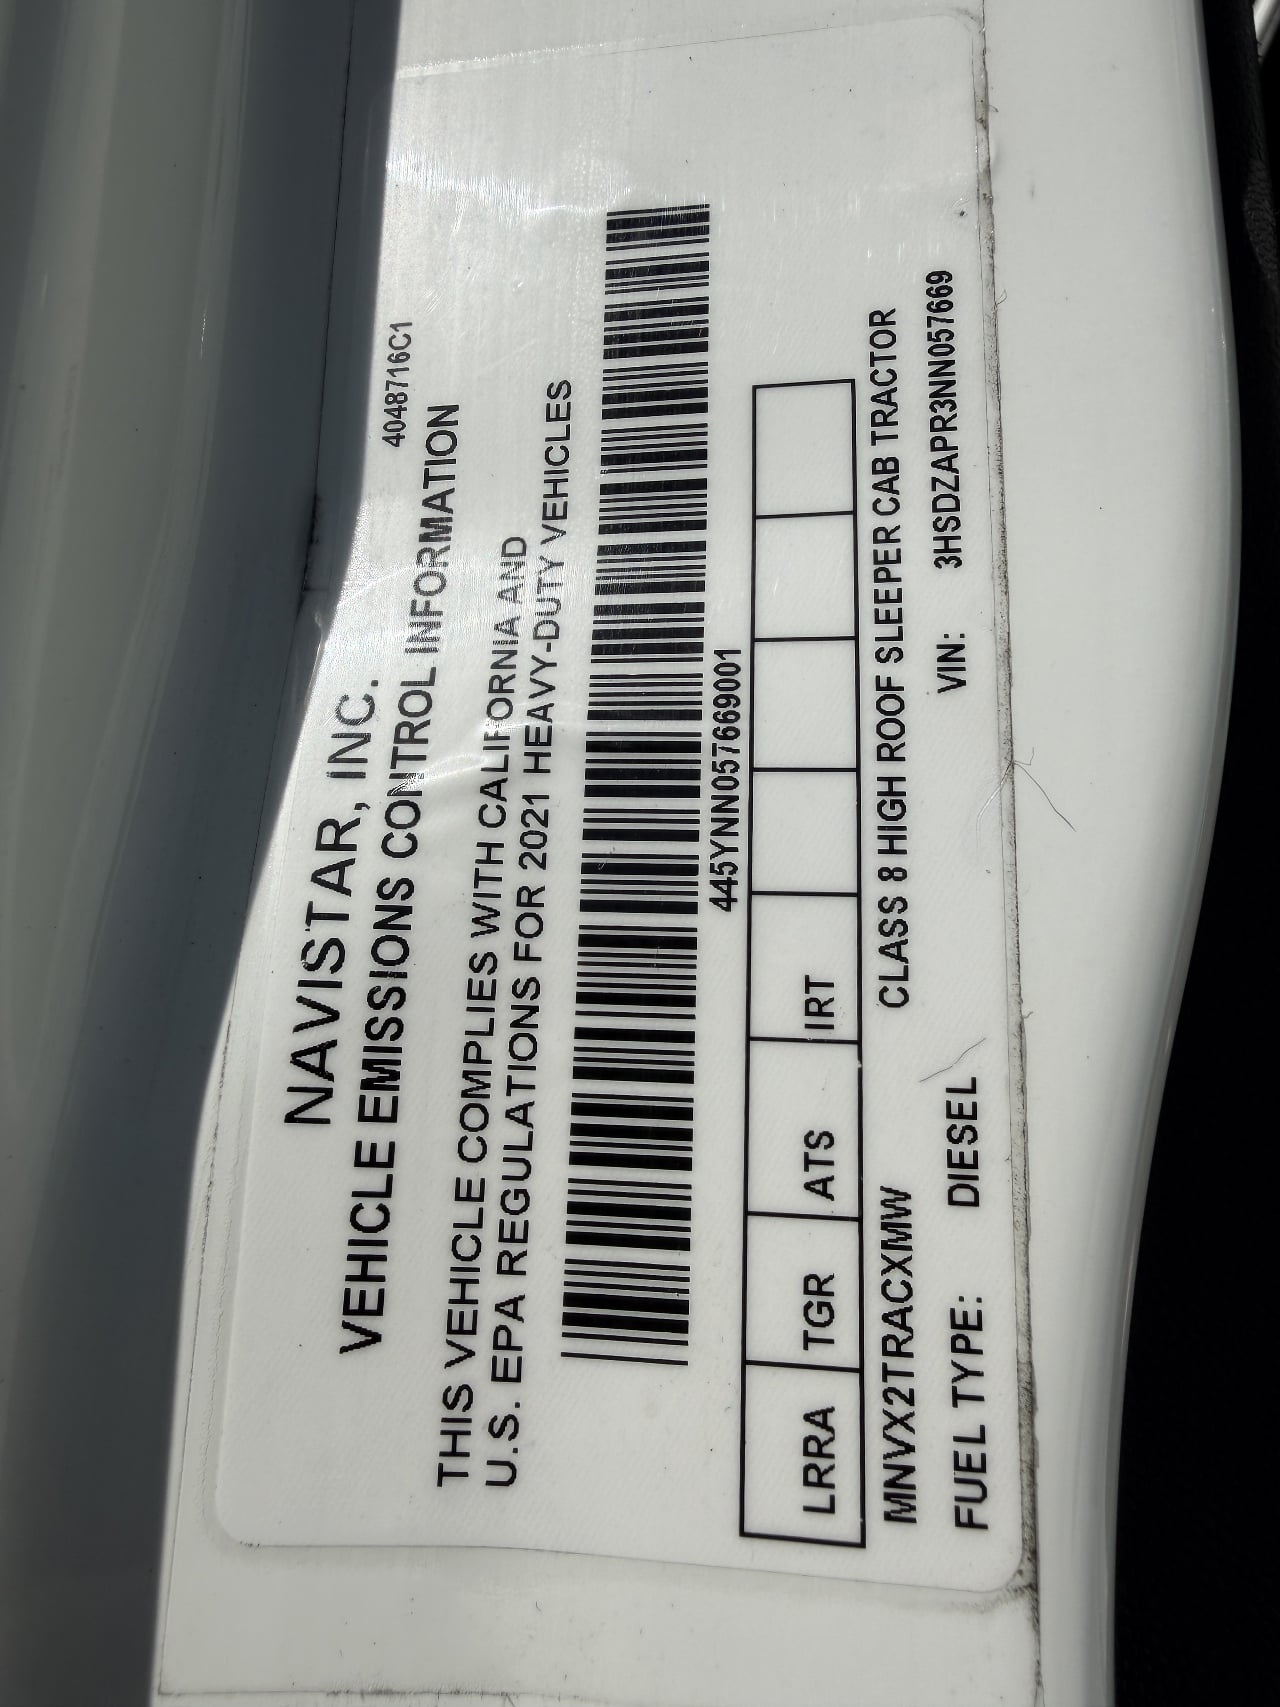 4048716C1
NAVISTAR, INC.
VEHICLE EMISSIONS CONTROL INFORMATION
THIS VEHICLE COMPLIES WITH CALIFORNIA AND
U.S. EPA REGULATIONS FOR 2021 HEAVY-DUTY VEHICLES
445YNN057669001
LRRA TGR ATS IRT
MNVX2TRACXMW CLASS 8 HIGH ROOF SLEEPER CAB TRACTOR
FUEL TYPE: DIESEL VIN: 3HSDZAPR3NN057669